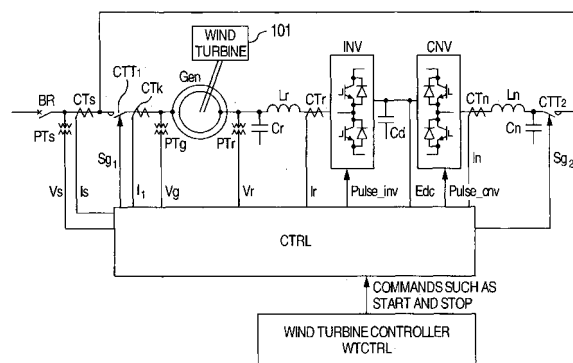 WIND
TURBINE
101
INV
CNV
CTT1
CTs
CTk
Gen
Lr
CTr
CTn
Ln
CTT2
BR
PTs
PTg
PTr
Cr
Cd
Cn
Sg1
Sg2
In
Vs
Is
I1
Vg
Vr
Ir
Pulse_inv
Edc
Pulse_cnv
CTRL
COMMANDS SUCH AS
START AND STOP
WIND TURBINE CONTROLLER
WTCTRL